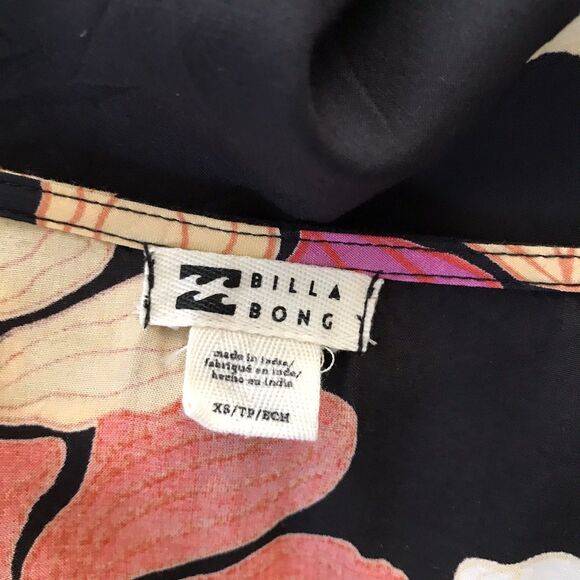 BILLA
BONG
made in india/
fabriqué en inde/
hecho en india
XS/TP/ECH